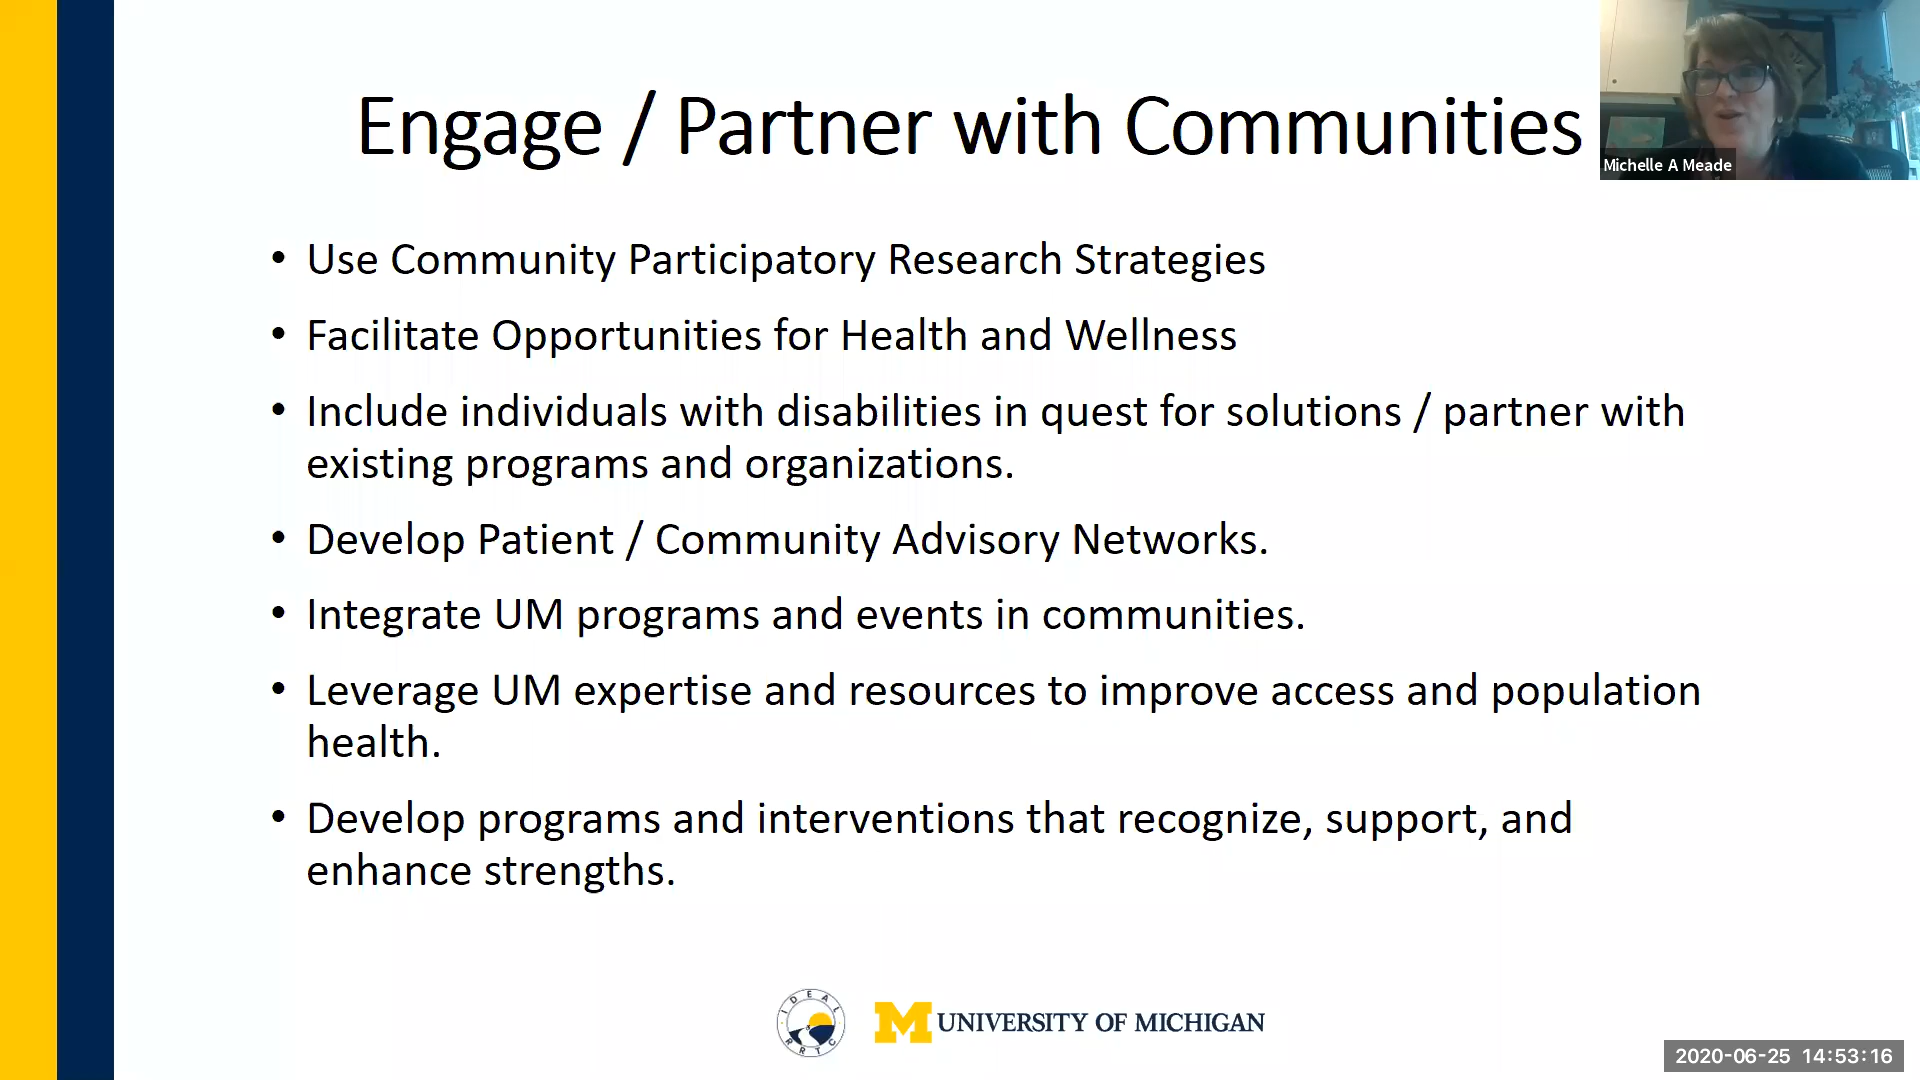 Engage / Partner with Communities
Michelle A Meade
• Use Community Participatory Research Strategies
• Facilitate Opportunities for Health and Wellness
• Include individuals with disabilities in quest for solutions / partner with
existing programs and organizations.
• Develop Patient / Community Advisory Networks.
• Integrate UM programs and events in communities.
• Leverage UM expertise and resources to improve access and population
health.
• Develop programs and interventions that recognize, support, and
enhance strengths.
IDEAL
RRTC
M UNIVERSITY OF MICHIGAN
2020-06-25 14:53:16